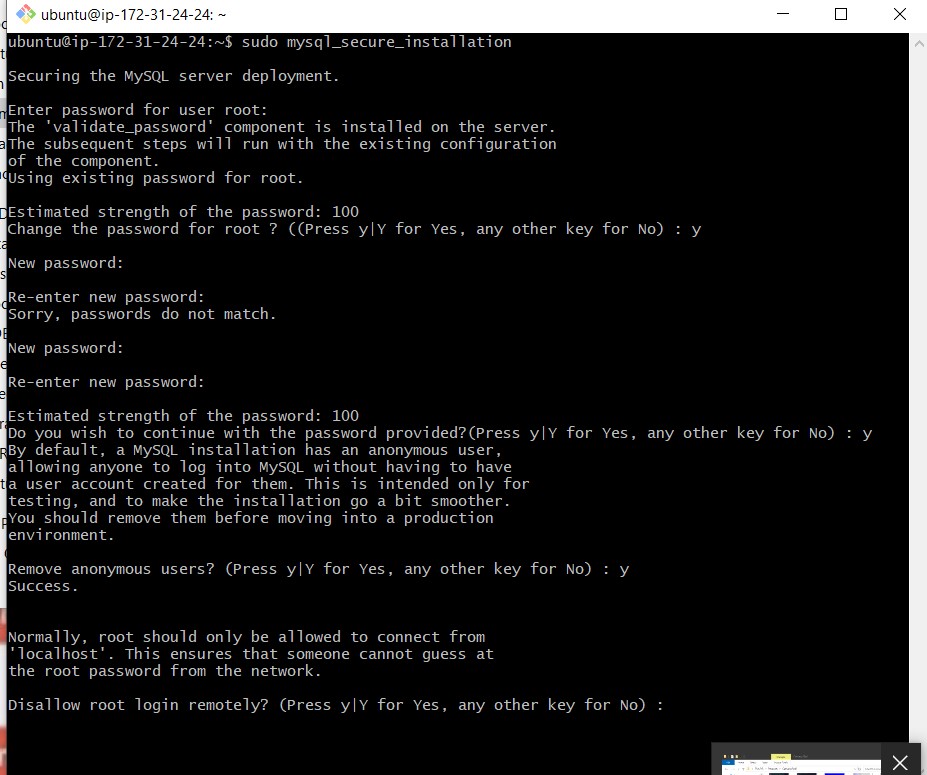 ubuntu@ip-172-31-24-24: ~
ubuntu@ip-172-31-24-24:~$ sudo mysql_secure_installation
Securing the MySQL server deployment.
Enter password for user root:
The 'validate_password' component is installed on the server.
The subsequent steps will run with the existing configuration
of the component.
Using existing password for root.
Estimated strength of the password: 100
Change the password for root ? ((Press y|Y for Yes, any other key for No) : y
New password:
Re-enter new password:
Sorry, passwords do not match.
New password:
Re-enter new password:
Estimated strength of the password: 100
Do you wish to continue with the password provided?(Press y|Y for Yes, any other key for No) : y
By default, a MySQL installation has an anonymous user,
allowing anyone to log into MySQL without having to have
a user account created for them. This is intended only for
testing, and to make the installation go a bit smoother.
You should remove them before moving into a production
environment.
Remove anonymous users? (Press y|Y for Yes, any other key for No) : y
Success.
Normally, root should only be allowed to connect from
'localhost'. This ensures that someone cannot guess at
the root password from the network.
Disallow root login remotely? (Press y|Y for Yes, any other key for No) :